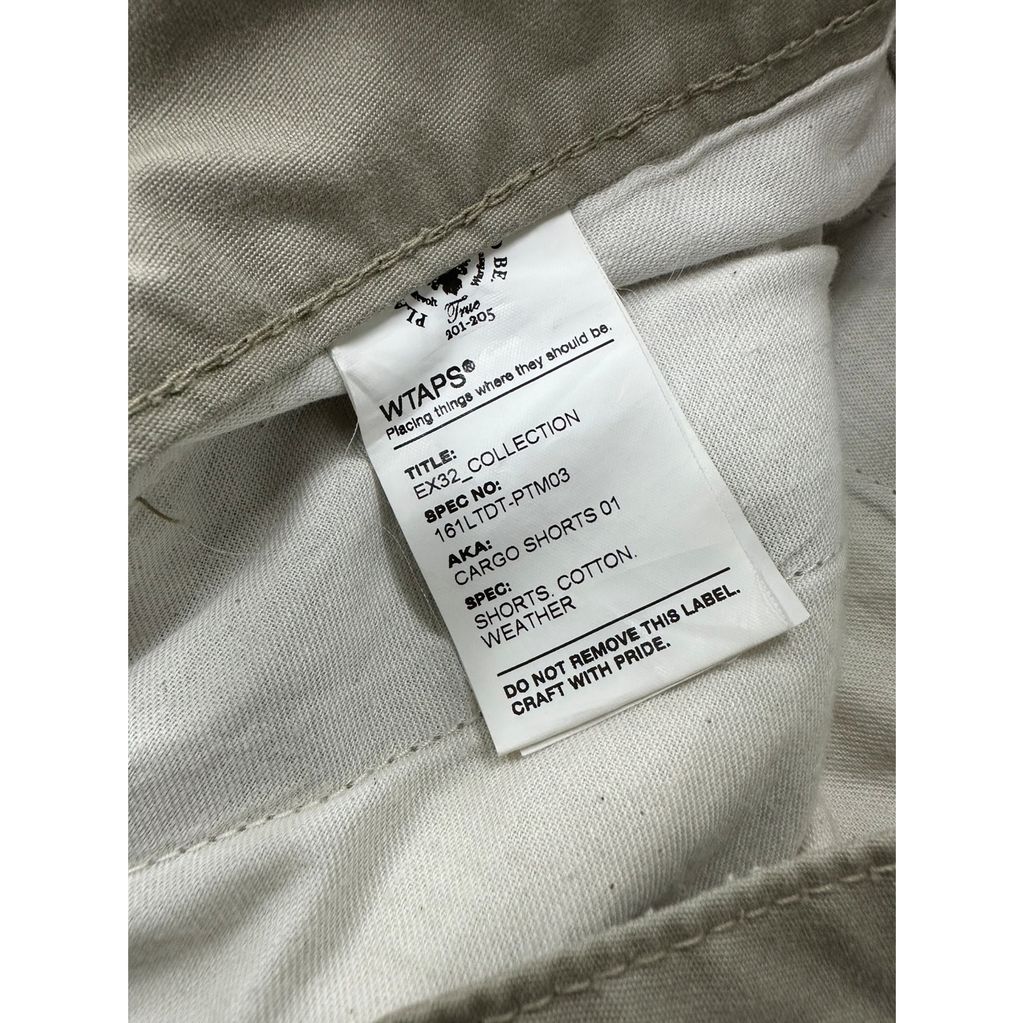 BE.
True
201-205
WTAPS®
Placing things where they should be.
TITLE:
EX32_COLLECTION
SPEC NO:
161LTDT-PTM03
AKA:
CARGO SHORTS 01
SPEC:
SHORTS. COTTON.
WEATHER
DO NOT REMOVE THIS LABEL.
CRAFT WITH PRIDE.